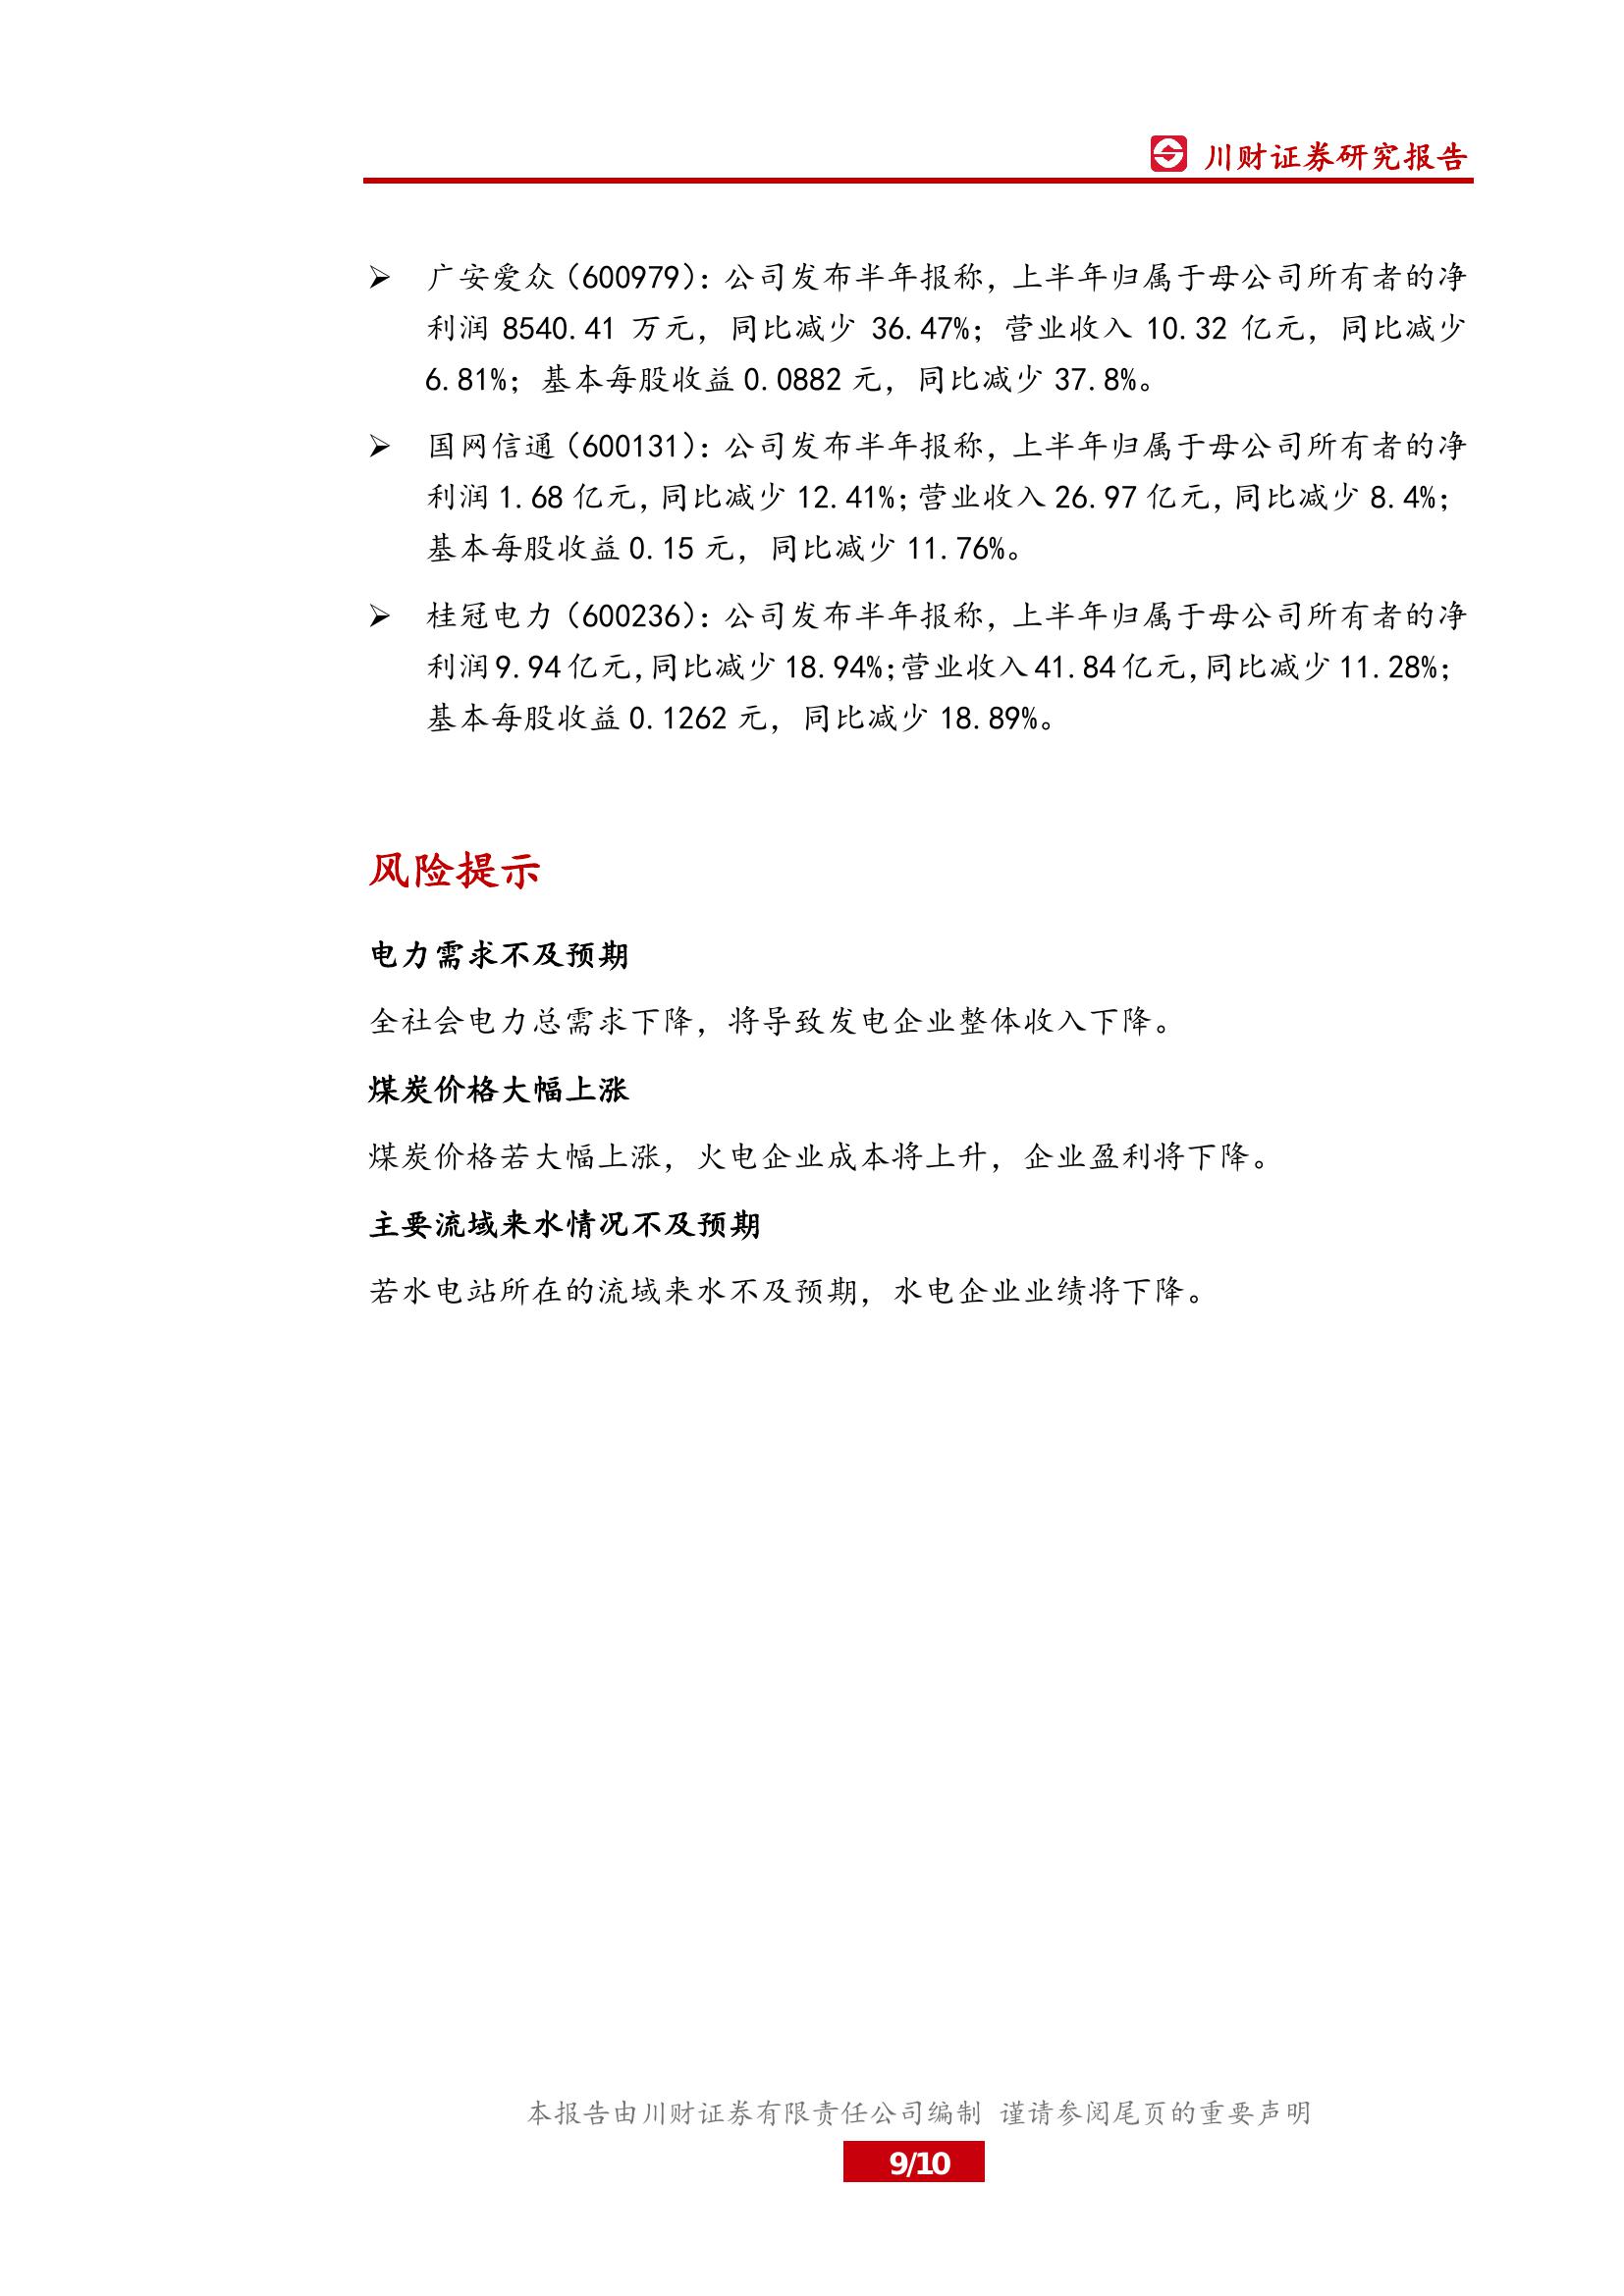 川财证券研究报告
➢ 广安爱众（600979）：公司发布半年报称，上半年归属于母公司所有者的净
利润 8540.41 万元，同比减少 36.47%；营业收入 10.32 亿元，同比减少
6.81%；基本每股收益 0.0882 元，同比减少 37.8%。
➢ 国网信通（600131）：公司发布半年报称，上半年归属于母公司所有者的净
利润 1.68 亿元，同比减少 12.41%；营业收入 26.97 亿元，同比减少 8.4%；
基本每股收益 0.15 元，同比减少 11.76%。
➢ 桂冠电力（600236）：公司发布半年报称，上半年归属于母公司所有者的净
利润 9.94 亿元，同比减少 18.94%；营业收入 41.84 亿元，同比减少 11.28%；
基本每股收益 0.1262 元，同比减少 18.89%。
风险提示
电力需求不及预期
全社会电力总需求下降，将导致发电企业整体收入下降。
煤炭价格大幅上涨
煤炭价格若大幅上涨，火电企业成本将上升，企业盈利将下降。
主要流域来水情况不及预期
若水电站所在的流域来水不及预期，水电企业业绩将下降。
本报告由川财证券有限责任公司编制 谨请参阅尾页的重要声明
9/10